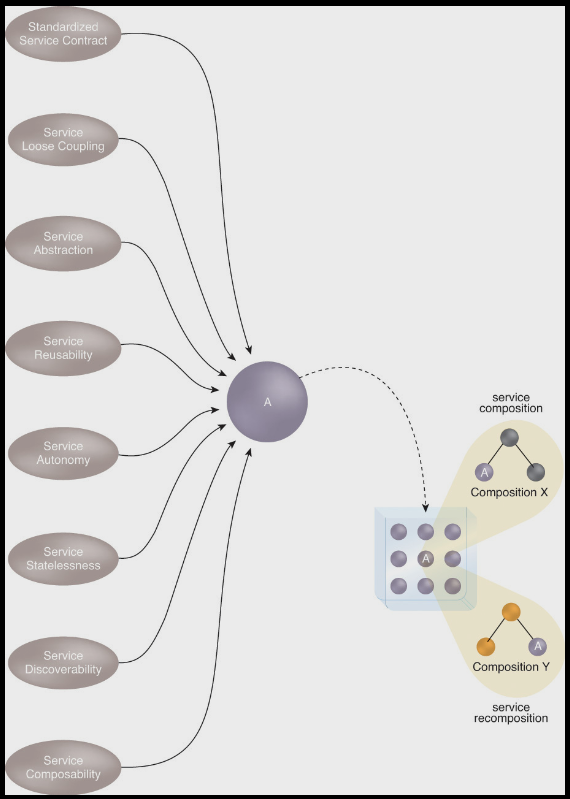 Standardized
Service Contract
Service
Loose Coupling
Service
Abstraction
Service
Reusability
Service
Autonomy
Service
Statelessness
Service
Discoverability
Service
Composability
A
service
composition
A
Composition X
A
A
Composition Y
service
recomposition